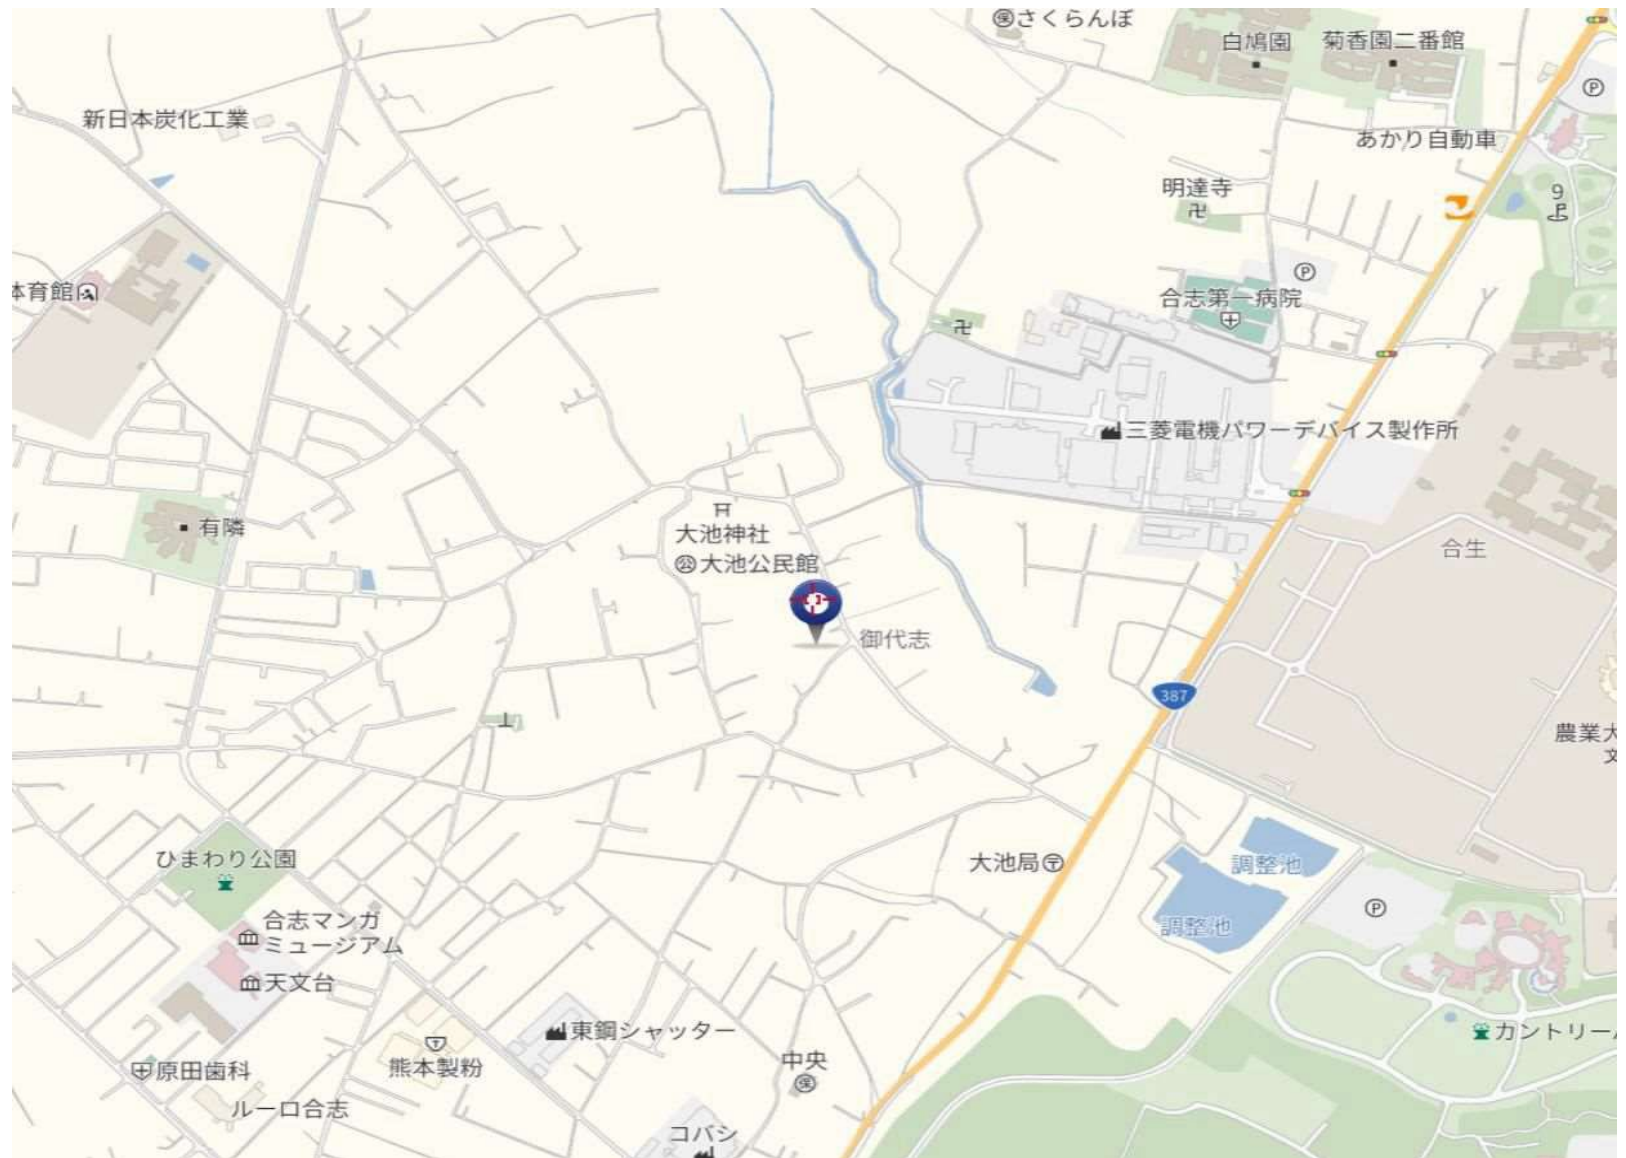 さくらんぼ
白鳩園
菊香園二番館
新日本炭化工業
あかり自動車
明達寺
9
体育館
合志第一病院
三菱電機パワーデバイス製作所
有隣
大池神社
大池公民館
合生
御代志
387
農業大
大池局
調整池
調整池
ひまわり公園
合志マンガ
ミュージアム
天文台
東鋼シャッター
カントリーパ
原田歯科
熊本製粉
中央
ルーロ合志
コバシ